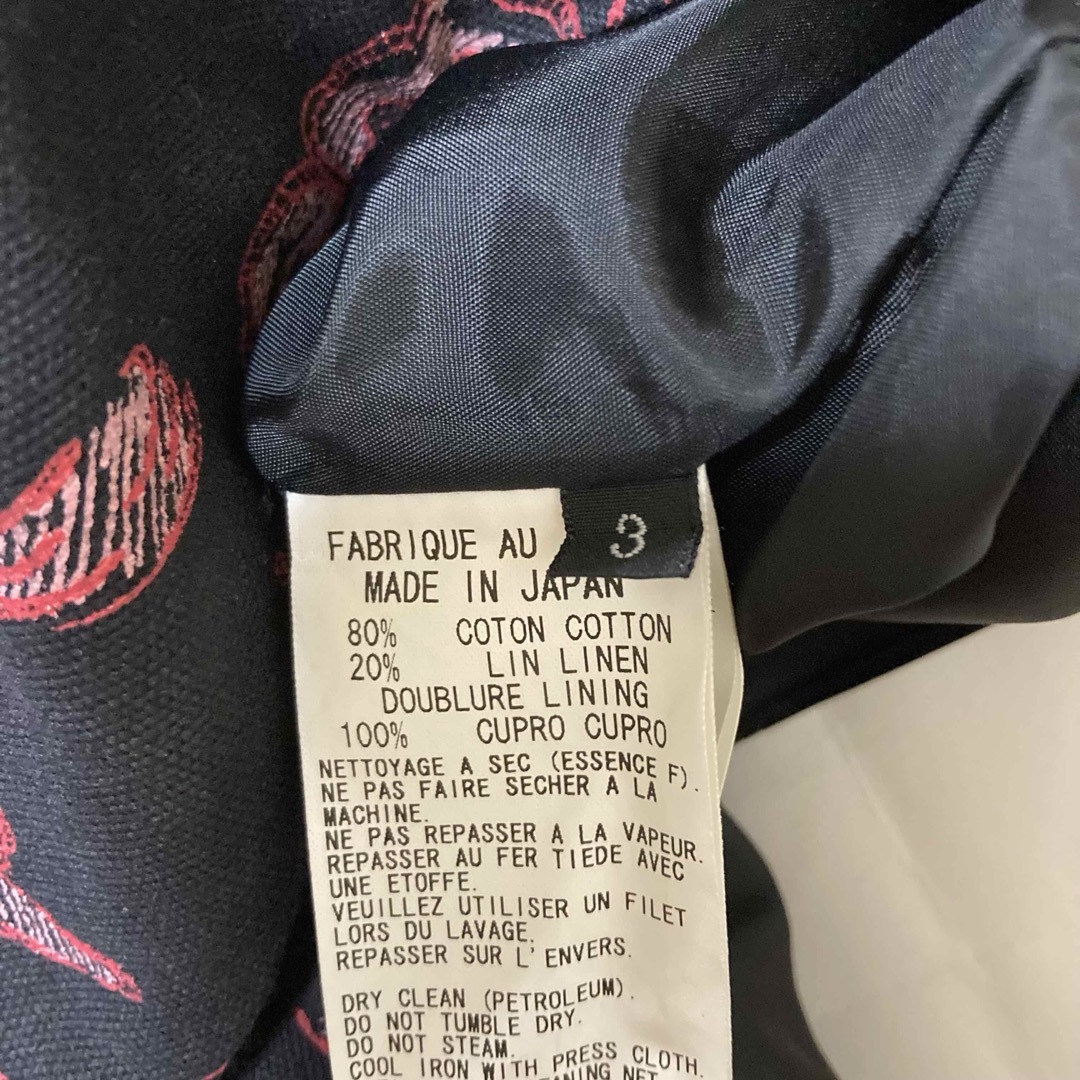 3
FABRIQUE AU
MADE IN JAPAN
80% COTON COTTON
20% LIN LINEN
DOUBLURE LINING
100% CUPRO CUPRO
NETTOYAGE A SEC (ESSENCE F).
NE PAS FAIRE SECHER A LA
MACHINE.
NE PAS REPASSER A LA VAPEUR.
REPASSER AU FER TIEDE AVEC
UNE ETOFFE.
VEUILLEZ UTILISER UN FILET
LORS DU LAVAGE.
REPASSER SUR L'ENVERS.
DRY CLEAN (PETROLEUM).
DO NOT TUMBLE DRY.
DO NOT STEAM.
COOL IRON WITH PRESS CLOTH.
NET